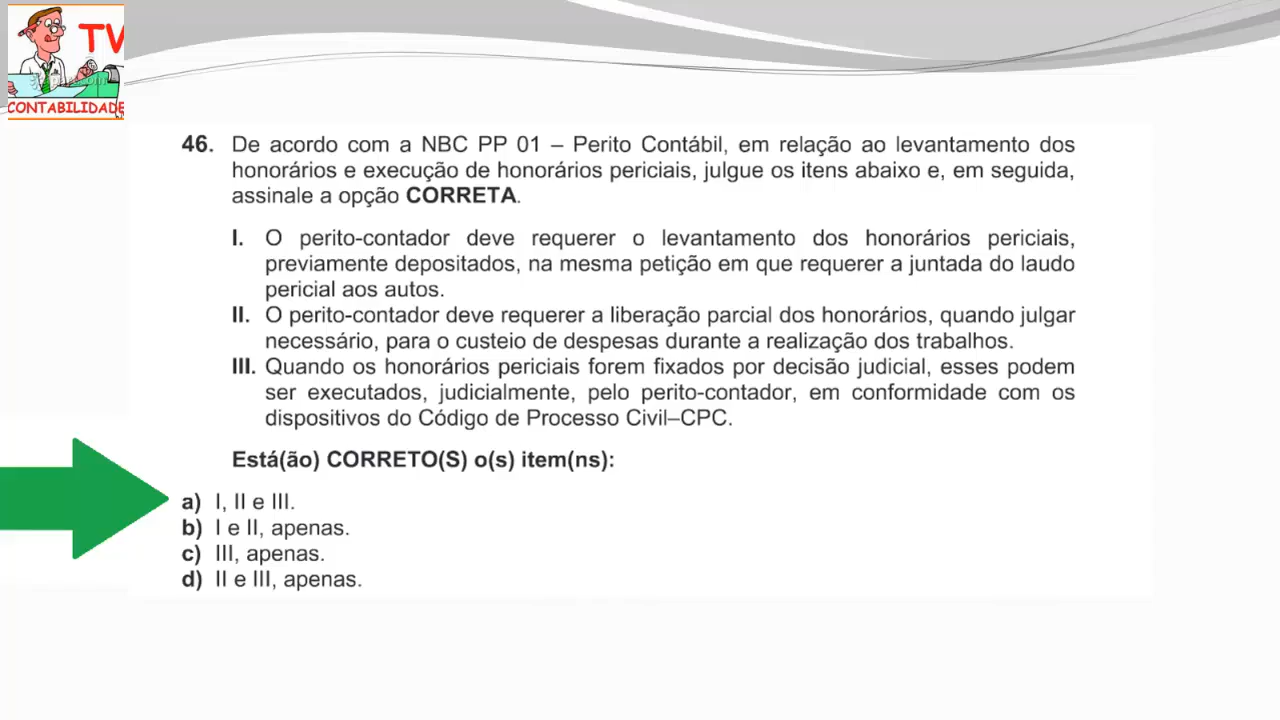 TV
CONTABILIDADE
46. De acordo com a NBC PP 01 – Perito Contábil, em relação ao levantamento dos
honorários e execução de honorários periciais, julgue os itens abaixo e, em seguida,
assinale a opção CORRETA.
I. O perito-contador deve requerer o levantamento dos honorários periciais,
previamente depositados, na mesma petição em que requerer a juntada do laudo
pericial aos autos.
II. O perito-contador deve requerer a liberação parcial dos honorários, quando julgar
necessário, para o custeio de despesas durante a realização dos trabalhos.
III. Quando os honorários periciais forem fixados por decisão judicial, esses podem
ser executados, judicialmente, pelo perito-contador, em conformidade com os
dispositivos do Código de Processo Civil–CPC.
Está(ão) CORRETO(S) o(s) item(ns):
a) I, II e III.
b) I e II, apenas.
c) III, apenas.
d) II e III, apenas.